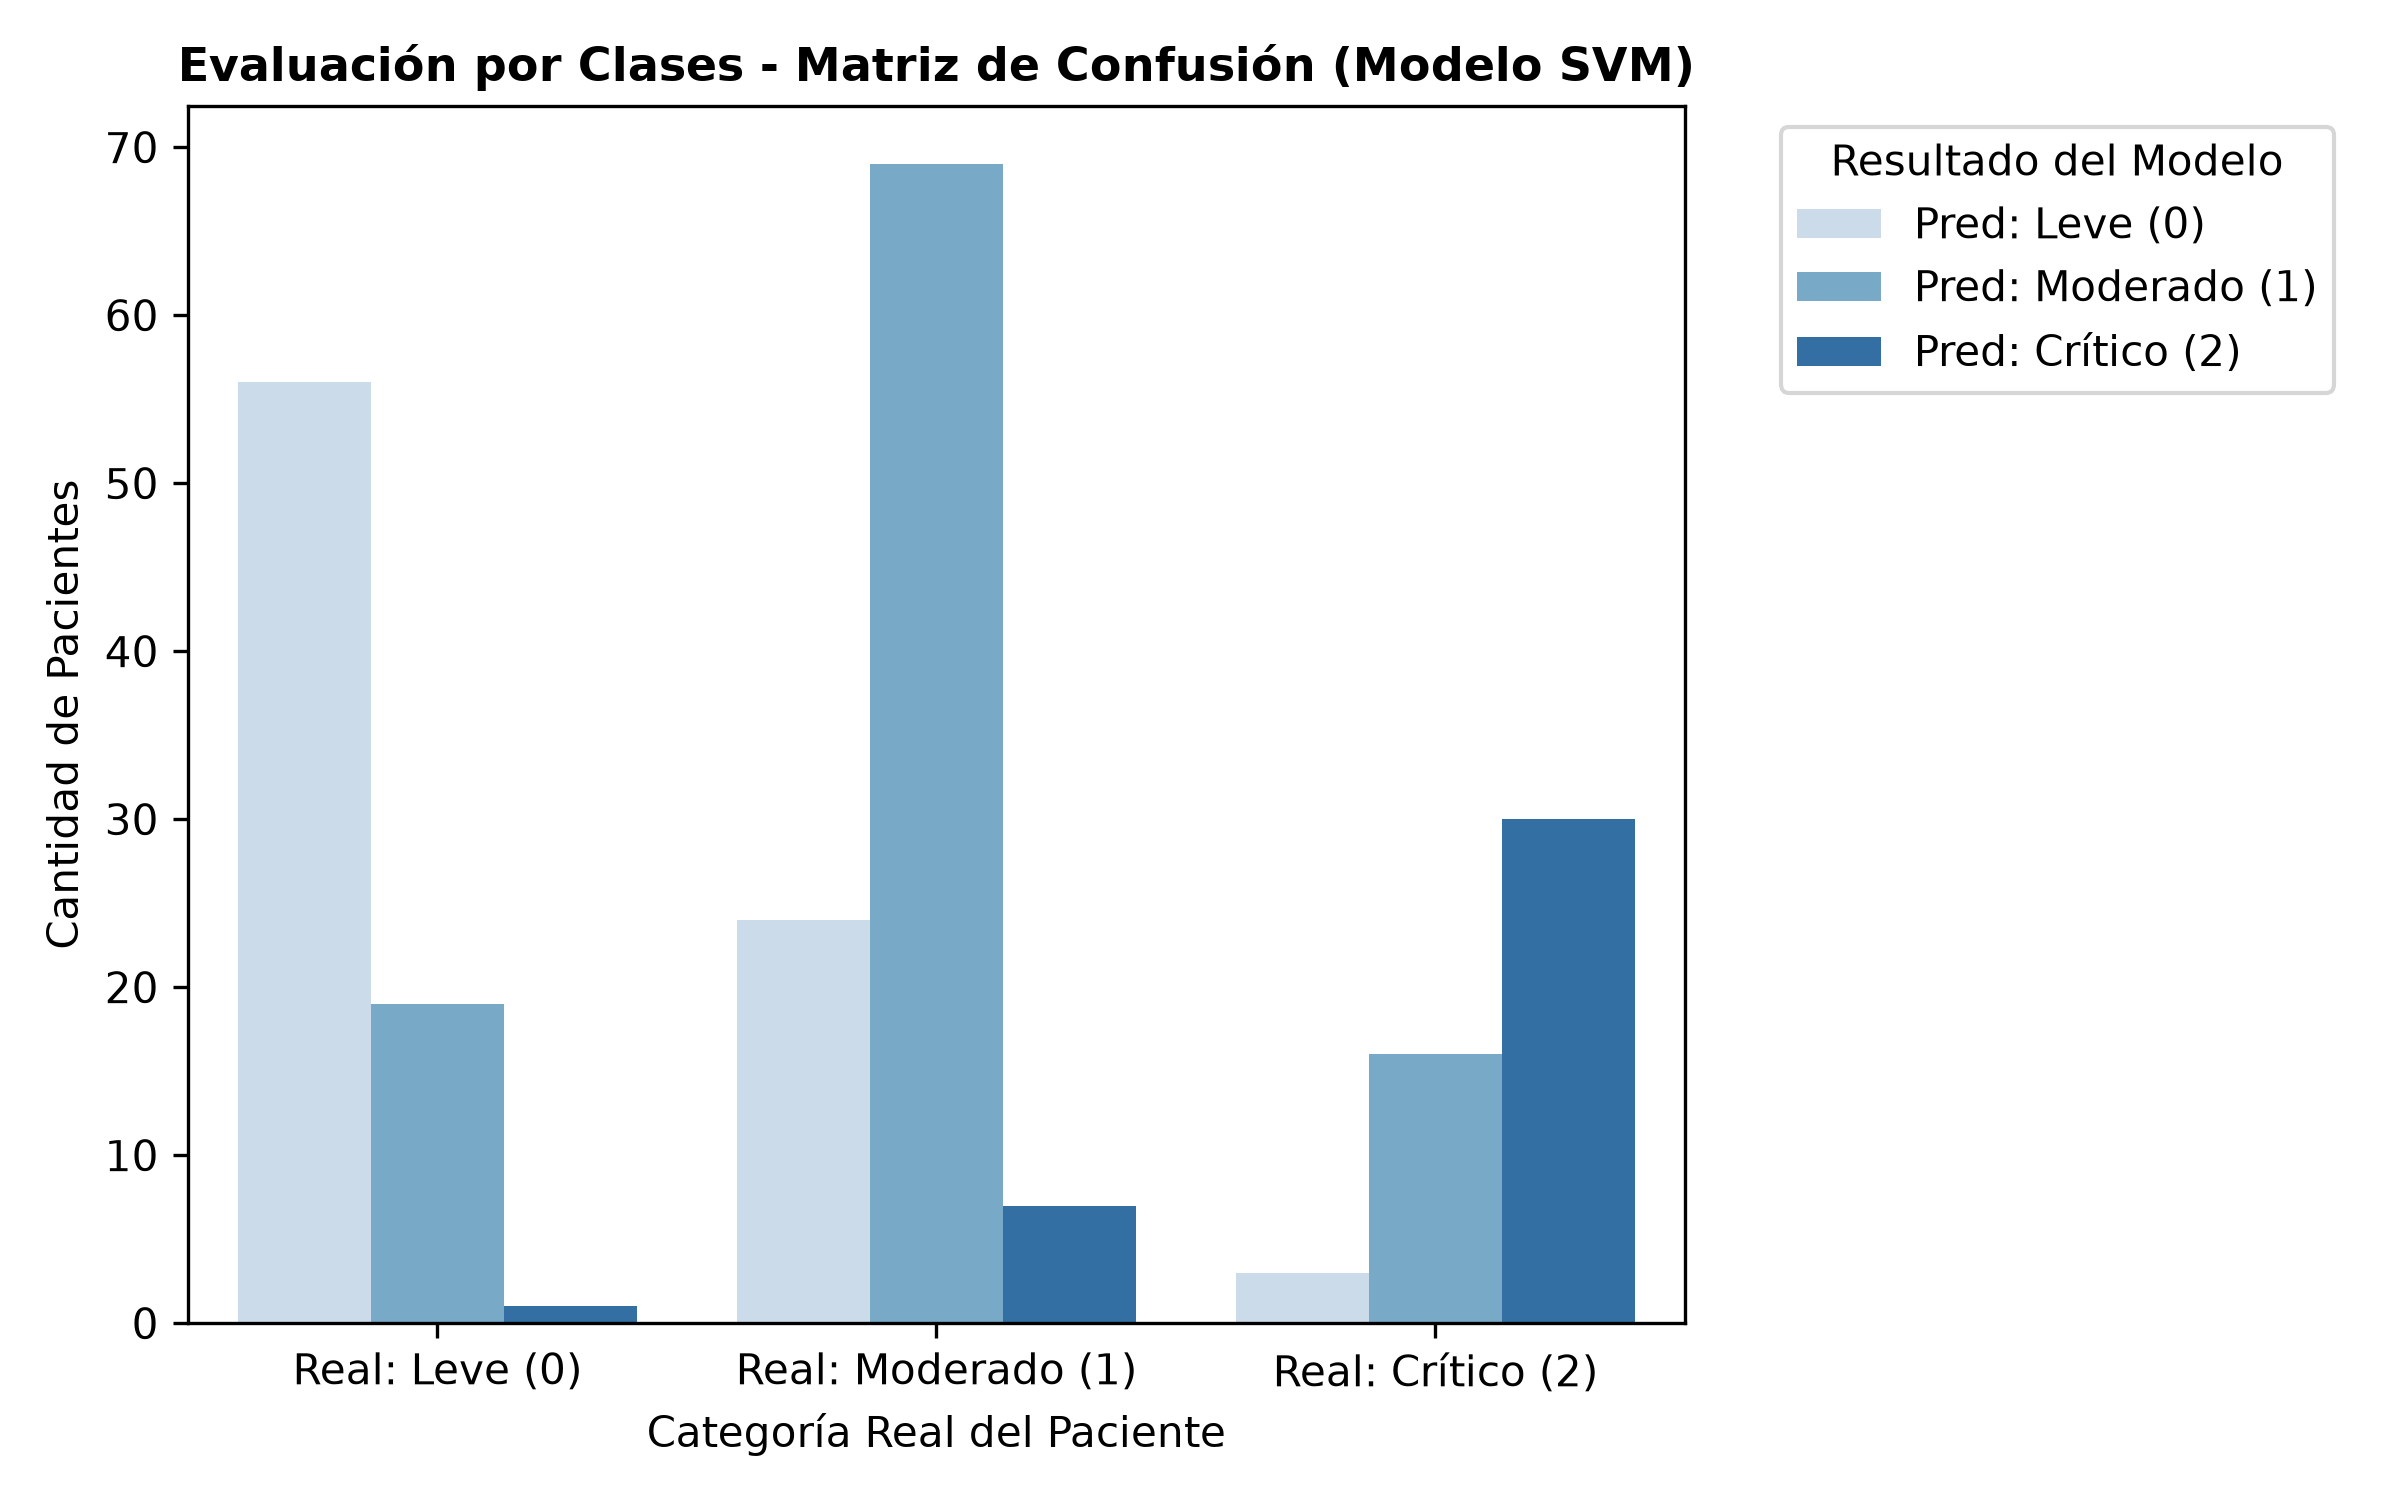 Evaluación por Clases - Matriz de Confusión (Modelo SVM)
Resultado del Modelo
Pred: Leve (0)
Pred: Moderado (1)
Pred: Crítico (2)
Cantidad de Pacientes
70
60
50
40
30
20
10
0
Real: Leve (0)
Real: Moderado (1)
Real: Crítico (2)
Categoría Real del Paciente